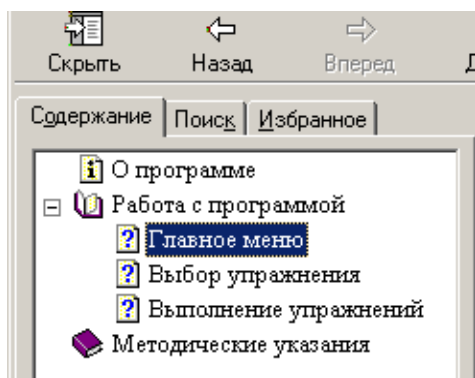 Скрыть Назад Вперед
Содержание Поиск Избранное
О программе
Работа с программой
Главное меню
Выбор упражнения
Выполнение упражнений
Методические указания